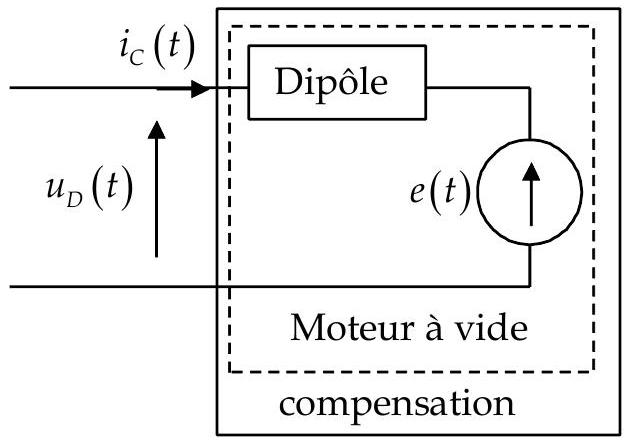 i_C(t)
Dipôle
u_D(t)
e(t)
Moteur à vide
compensation